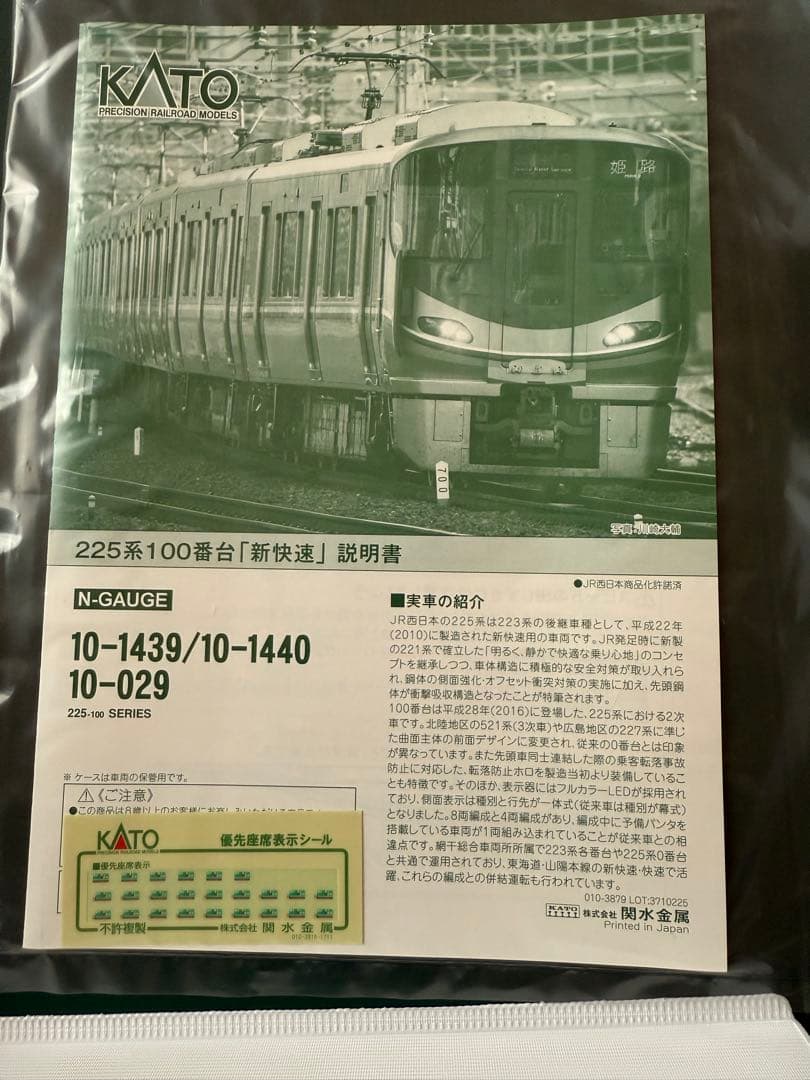 KATO
PRECISION RAILROAD MODELS
Special Rapid Service
姫路
700
写真:川崎大輔
225系100番台「新快速」説明書
●JR西日本商品化許諾済
N-GAUGE
10-1439/10-1440
10-029
225-100 SERIES
※ ケースは車両の保管用です。
⚠〈ご注意〉
●この商品は8歳以上のお客様に
■実車の紹介
JR西日本の225系は223系の後継車種として、平成22年
(2010)に製造された新快速用の車両です。JR発足時に新製
の221系で確立した「明るく、静かで快適な乗り心地」のコンセ
プトを継承しつつ、車体構造に積極的な安全対策が取り入れら
れ、鋼体の側面強化・オフセット衝突対策の実施に加え、先頭鋼
体が衝撃吸収構造となったことが特筆されます。
100番台は平成28年(2016)に登場した、225系における2次
車です。北陸地区の521系(3次車)や広島地区の227系に準じ
た曲面主体の前面デザインに変更され、従来の0番台とは印象
が異なっています。また先頭車同士連結した際の乗客転落事故
防止に対応した、転落防止ホロを製造当初より装備しているこ
とも特徴です。そのほか、表示器にはフルカラーLEDが採用され
ており、側面表示は種別と行先が一体式(従来車は種別が幕式)
となりました。8両編成と4両編成があり、編成中に予備パンタを
搭載している車両が1両組み込まれていることが従来車との相
違点です。網干総合車両所所属で223系各番台や225系0番台
と共通で運用されており、東海道・山陽本線の新快速・快速で活
躍、これらの編成との併結運転も行われています。
010-3879 LOT:3710225
KATO 株式会社 関水金属
Printed in Japan
KATO
PRECISION RAILROAD MODELS
優先座席表示シール
■優先座席表示
不許複製
株式会社 関水金属